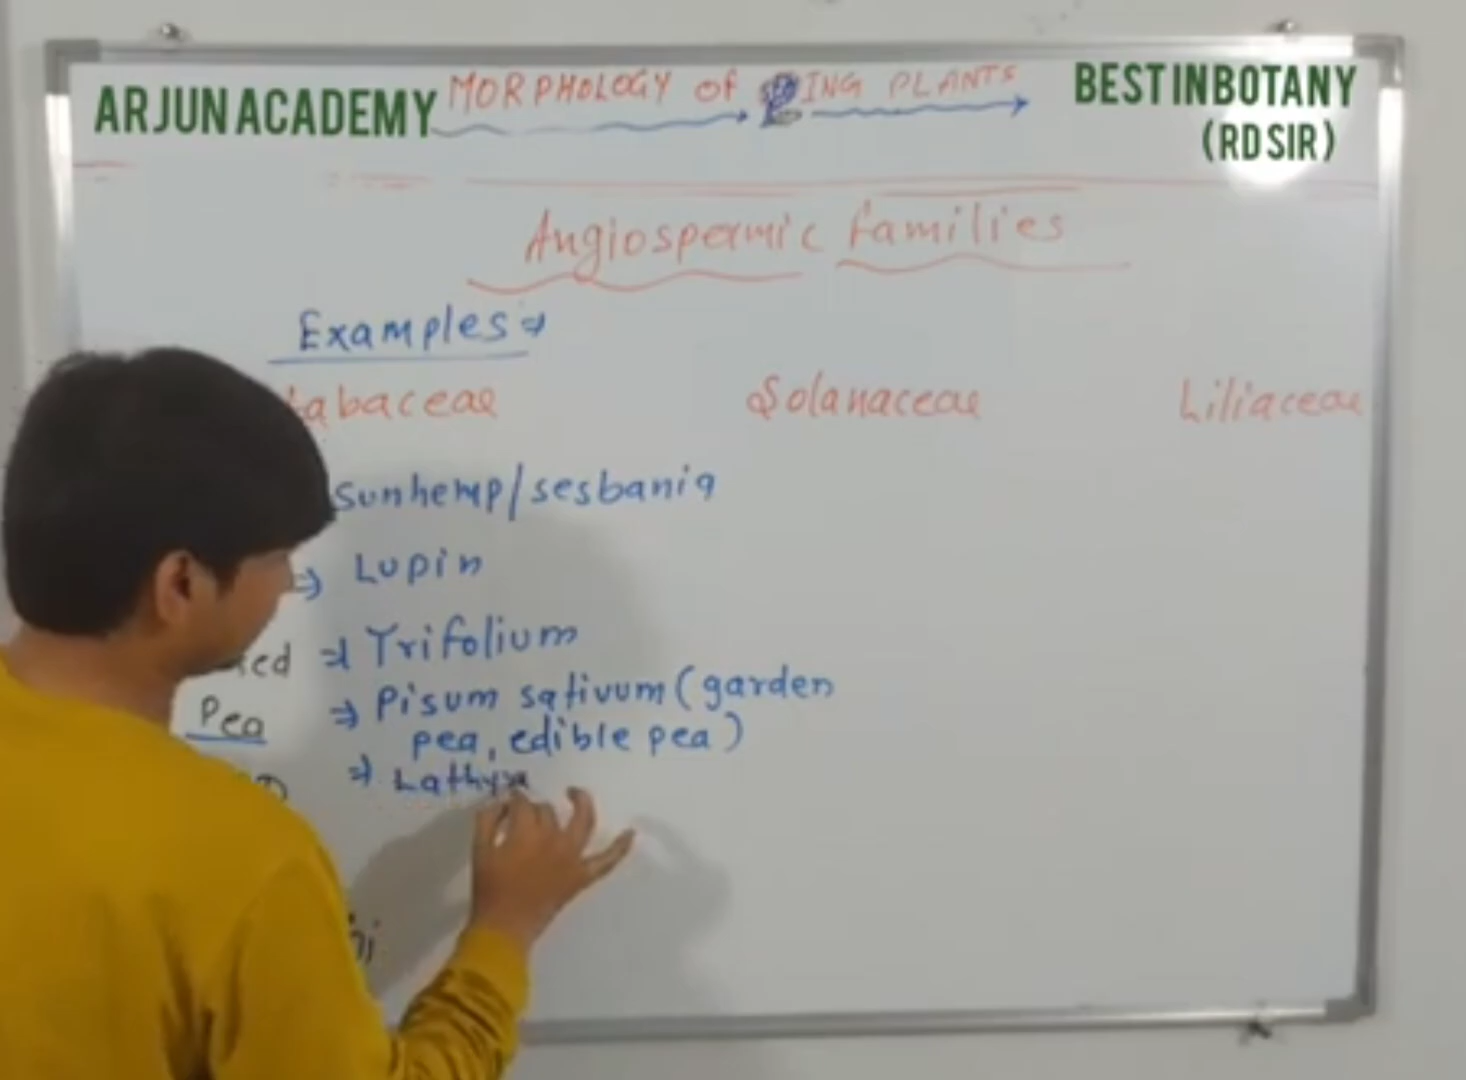 ARJUN ACADEMY MORPHOLOGY of ING PLANTS BEST IN BOTANY
(RD SIR)
Angiospermic families
Examples ⇒
abaceae Solanaceae Liliaceae
Sunhemp/sesbania
⇒ Lupin
⇒ Trifolium
Pea ⇒ Pisum sativum (garden
pea, edible pea)
⇒ Lathy